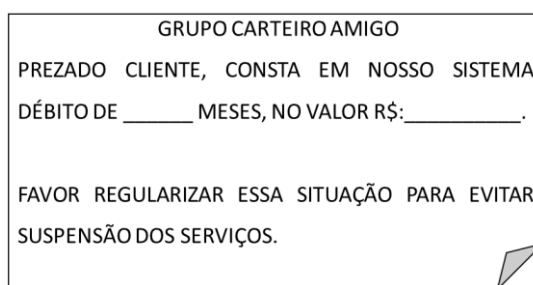 GRUPO CARTEIRO AMIGO
PREZADO CLIENTE, CONSTA EM NOSSO SISTEMA
DÉBITO DE ______ MESES, NO VALOR R$:__________.
FAVOR REGULARIZAR ESSA SITUAÇÃO PARA EVITAR
SUSPENSÃO DOS SERVIÇOS.